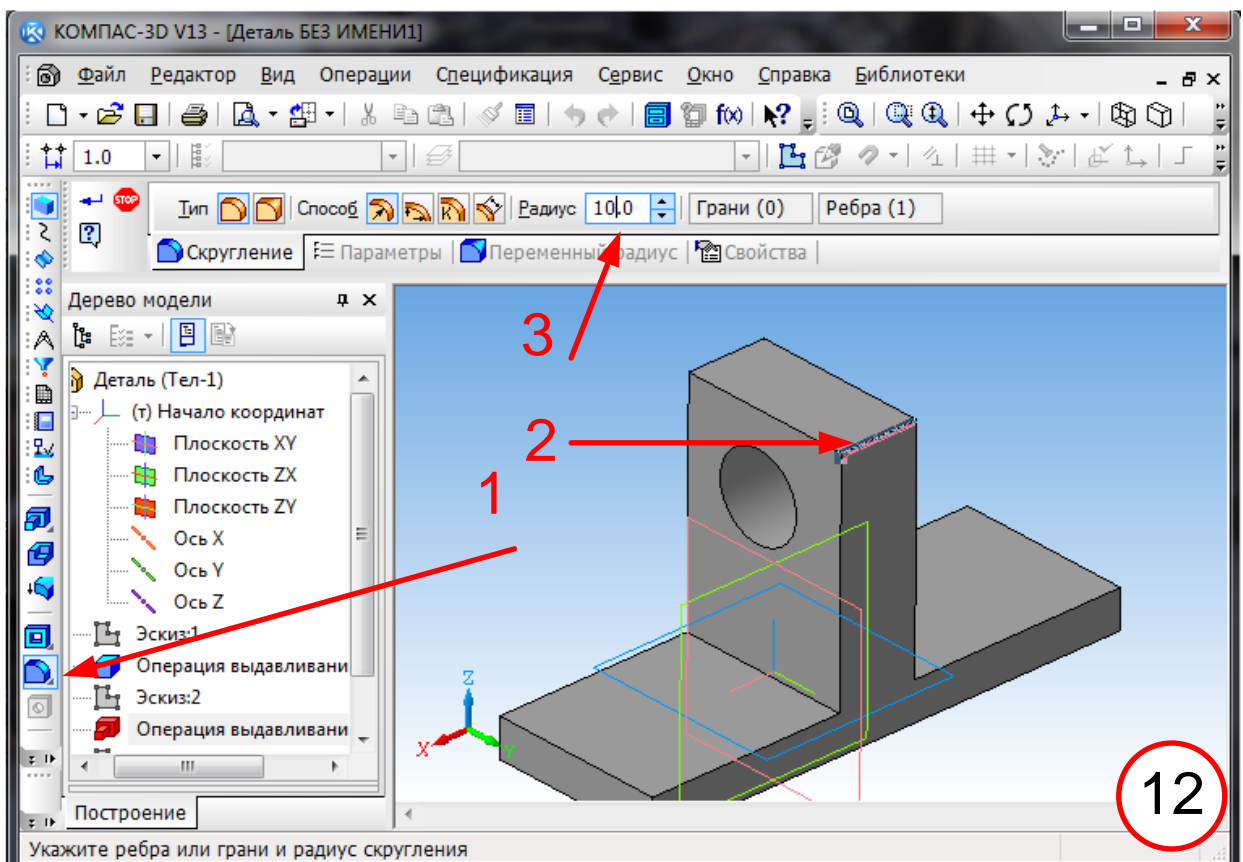 КОМПАС-3D V13 - [Деталь БЕЗ ИМЕНИ1]
Файл Редактор Вид Операции Спецификация Сервис Окно Справка Библиотеки
f(x)
1.0
STOP Тип Способ Радиус 10.0 Грани (0) Ребра (1)
Скругление Параметры Переменный радиус Свойства
Дерево модели
3
Деталь (Тел-1)
(т) Начало координат
Плоскость XY
2
Плоскость ZX
1
Плоскость ZY
Ось X
Ось Y
Ось Z
Эскиз:1
Операция выдавливани
Z
Эскиз:2
Операция выдавливани
X
Y
12
Построение
Укажите ребра или грани и радиус скругления